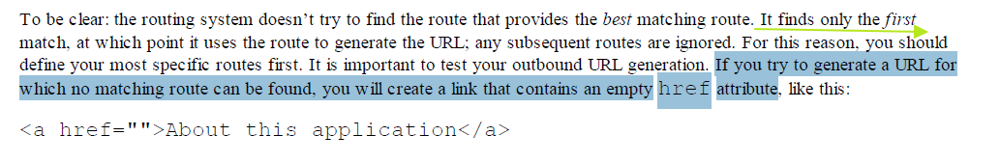 To be clear: the routing system doesn’t try to find the route that provides the best matching route. It finds only the first
match, at which point it uses the route to generate the URL; any subsequent routes are ignored. For this reason, you should
define your most specific routes first. It is important to test your outbound URL generation. If you try to generate a URL for
which no matching route can be found, you will create a link that contains an empty href attribute, like this:
<a href="">About this application</a>